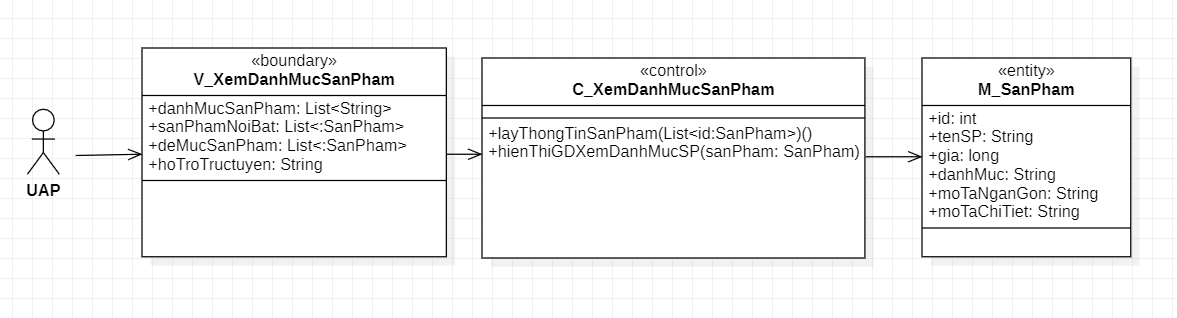 «boundary»
V_XemDanhMucSanPham
+danhMucSanPham: List<String>
+sanPhamNoiBat: List<:SanPham>
+deMucSanPham: List<:SanPham>
+hoTroTructuyen: String
«control»
C_XemDanhMucSanPham
+layThongTinSanPham(List<id:SanPham>)()
+hienThiGDXemDanhMucSP(sanPham: SanPham)
«entity»
M_SanPham
+id: int
+tenSP: String
+gia: long
+danhMuc: String
+moTaNganGon: String
+moTaChiTiet: String
UAP